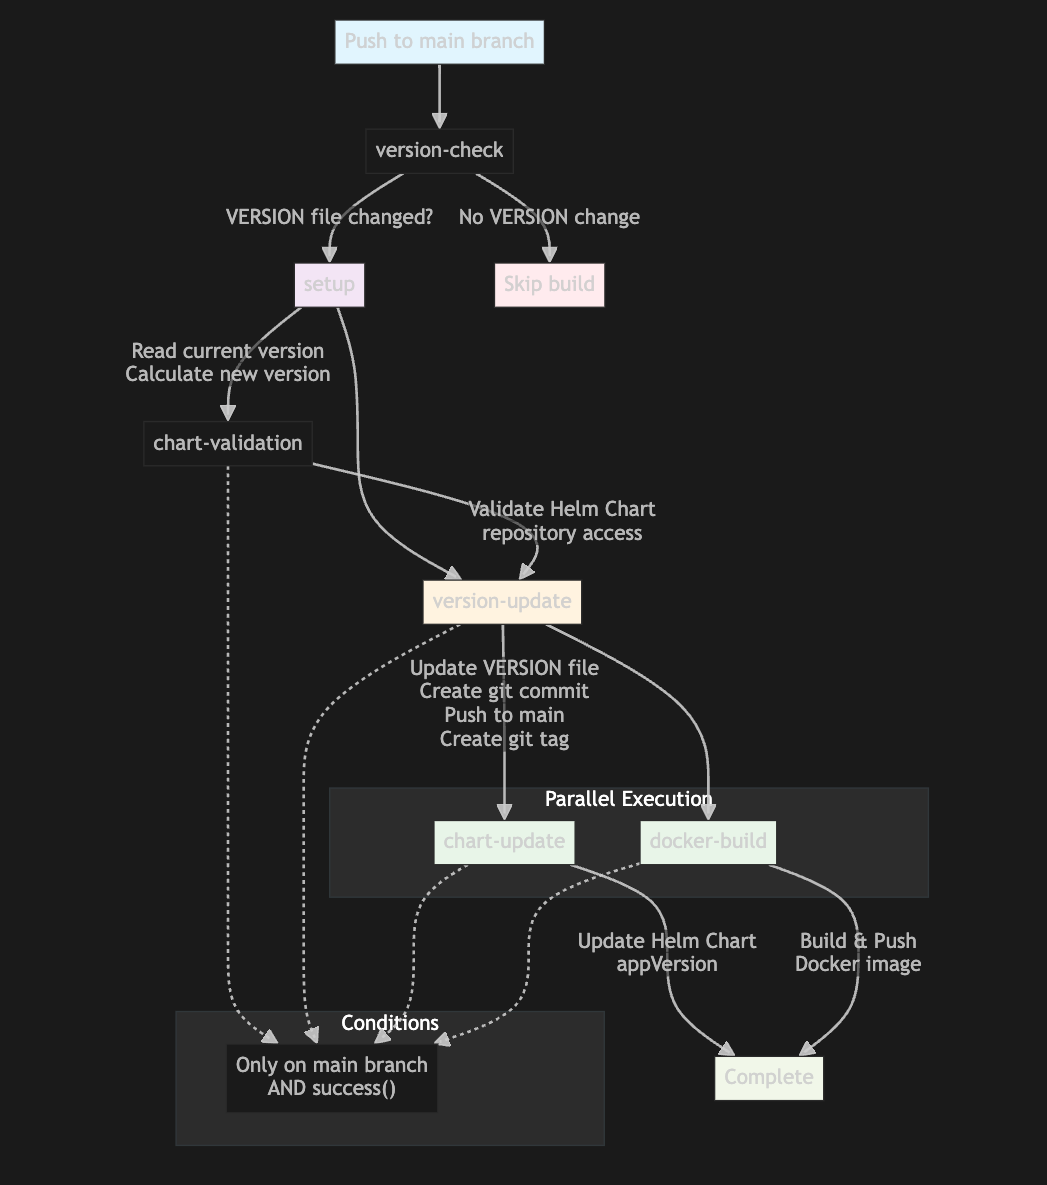 Push to main branch
version-check
VERSION file changed?
No VERSION change
setup
Skip build
Read current version
Calculate new version
chart-validation
Validate Helm Chart
repository access
version-update
Update VERSION file
Create git commit
Push to main
Create git tag
Parallel Execution
chart-update
docker-build
Update Helm Chart
appVersion
Build & Push
Docker image
Conditions
Only on main branch
AND success()
Complete